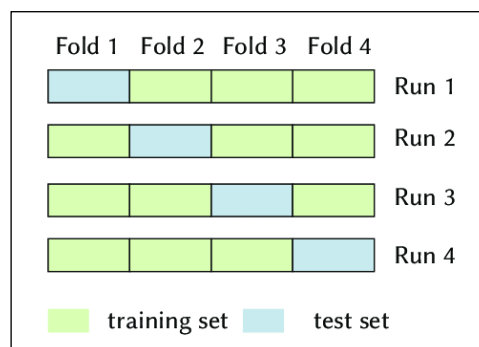 Fold 1 Fold 2 Fold 3 Fold 4
Run 1
Run 2
Run 3
Run 4
training set test set